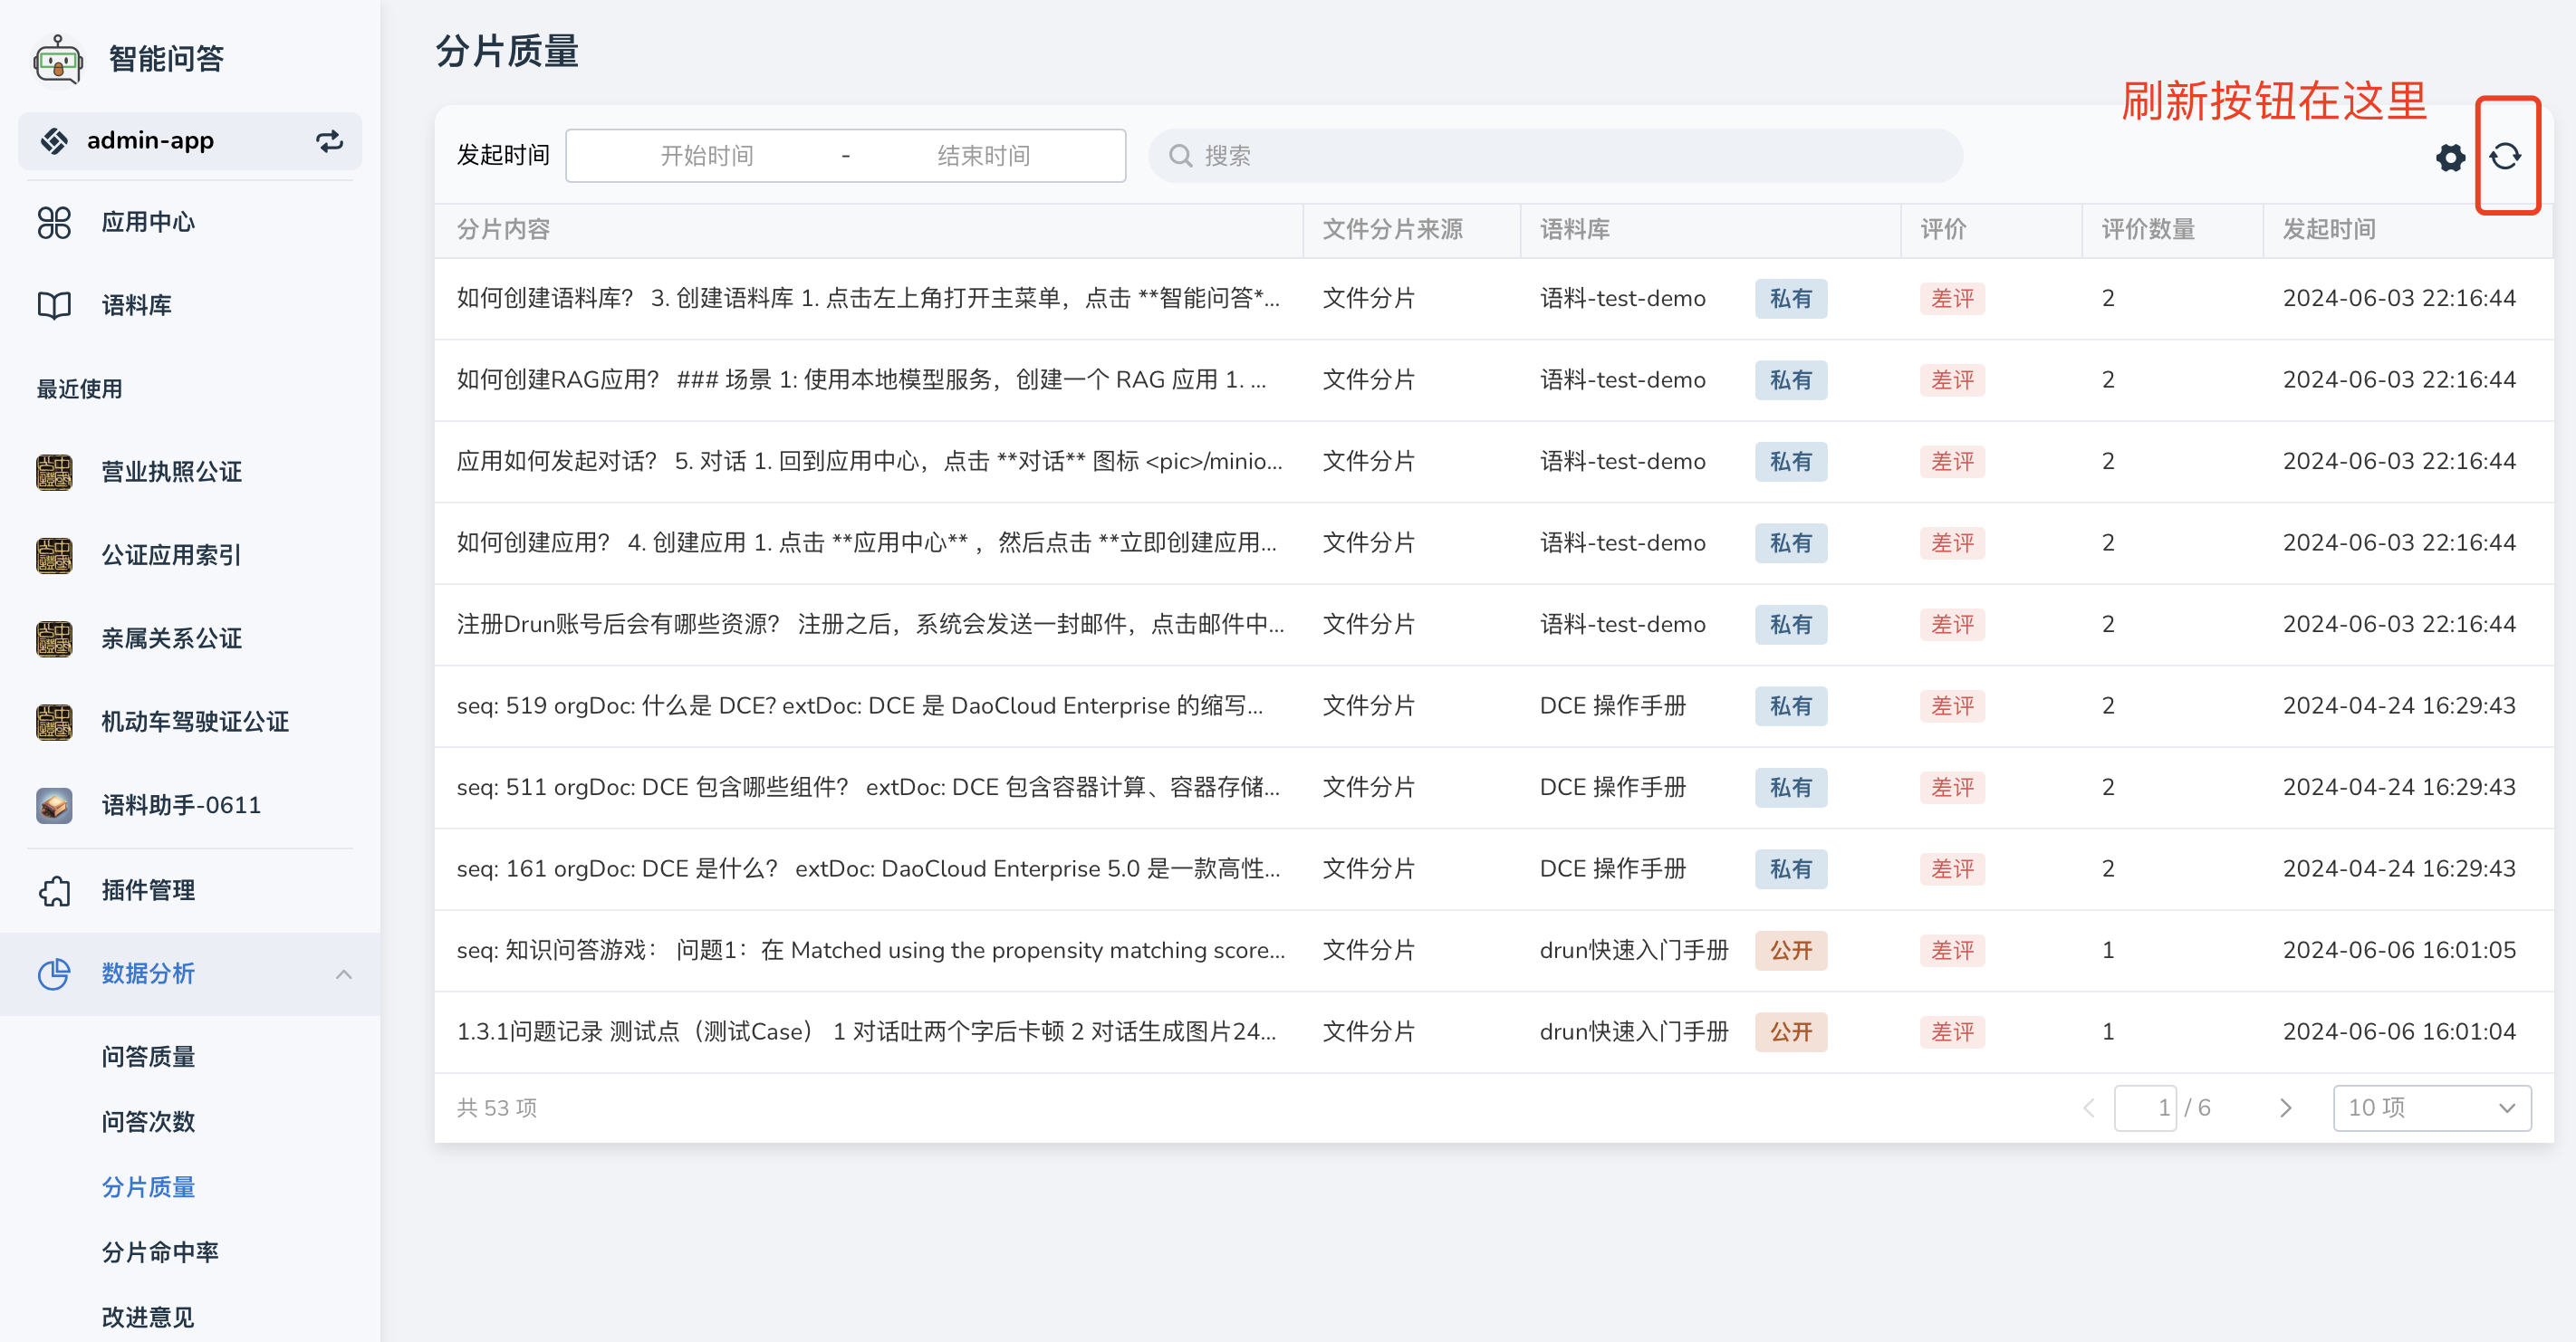 智能问答
admin-app
应用中心
语料库
最近使用
营业执照公证
公证应用索引
亲属关系公证
机动车驾驶证公证
语料助手-0611
插件管理
数据分析
问答质量
问答次数
分片质量
分片命中率
改进意见
分片质量
刷新按钮在这里
发起时间 开始时间 - 结束时间 搜索
分片内容 文件分片来源 语料库 评价 评价数量 发起时间
如何创建语料库？ 3. 创建语料库 1. 点击左上角打开主菜单，点击 **智能问答*... 文件分片 语料-test-demo 私有 差评 2 2024-06-03 22:16:44
如何创建RAG应用？ ### 场景 1: 使用本地模型服务，创建一个 RAG 应用 1. ... 文件分片 语料-test-demo 私有 差评 2 2024-06-03 22:16:44
应用如何发起对话？ 5. 对话 1. 回到应用中心，点击 **对话** 图标 <pic>/minio... 文件分片 语料-test-demo 私有 差评 2 2024-06-03 22:16:44
如何创建应用？ 4. 创建应用 1. 点击 **应用中心** ，然后点击 **立即创建应用... 文件分片 语料-test-demo 私有 差评 2 2024-06-03 22:16:44
注册Drun账号后会有哪些资源？ 注册之后，系统会发送一封邮件，点击邮件中... 文件分片 语料-test-demo 私有 差评 2 2024-06-03 22:16:44
seq: 519 orgDoc: 什么是 DCE? extDoc: DCE 是 DaoCloud Enterprise 的缩写... 文件分片 DCE 操作手册 私有 差评 2 2024-04-24 16:29:43
seq: 511 orgDoc: DCE 包含哪些组件？ extDoc: DCE 包含容器计算、容器存储... 文件分片 DCE 操作手册 私有 差评 2 2024-04-24 16:29:43
seq: 161 orgDoc: DCE 是什么？ extDoc: DaoCloud Enterprise 5.0 是一款高性... 文件分片 DCE 操作手册 私有 差评 2 2024-04-24 16:29:43
seq: 知识问答游戏： 问题1：在 Matched using the propensity matching score... 文件分片 drun快速入门手册 公开 差评 1 2024-06-06 16:01:05
1.3.1问题记录 测试点（测试Case） 1 对话吐两个字后卡顿 2 对话生成图片24... 文件分片 drun快速入门手册 公开 差评 1 2024-06-06 16:01:04
共 53 项 1 / 6 10 项